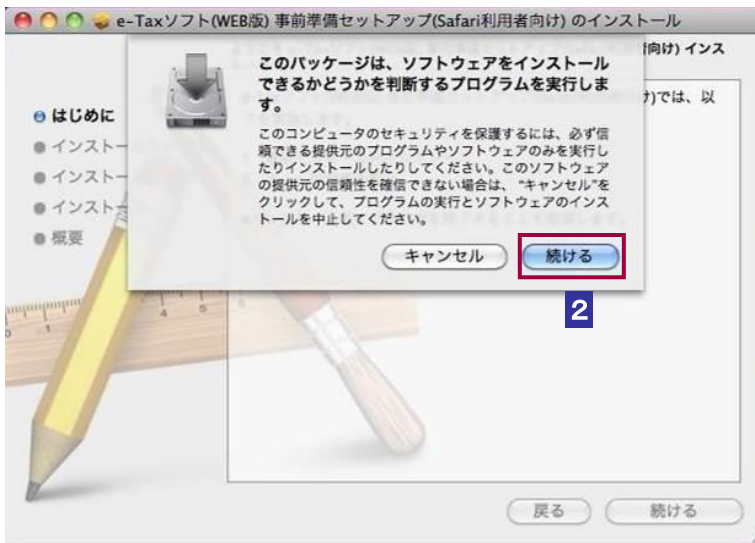 e-Taxソフト(WEB版) 事前準備セットアップ(Safari利用者向け) のインストール
このパッケージは、ソフトウェアをインストール
できるかどうかを判断するプログラムを実行しま
す。
このコンピュータのセキュリティを保護するには、必ず信
頼できる提供元のプログラムやソフトウェアのみを実行し
たりインストールしたりしてください。このソフトウェア
の提供元の信頼性を確信できない場合は、 “キャンセル”を
クリックして、プログラムの実行とソフトウェアのインス
トールを中止してください。
キャンセル 続ける
2
向け) インス
け)では、以
はじめに
インストー
インストー
インスト
概要
戻る 続ける